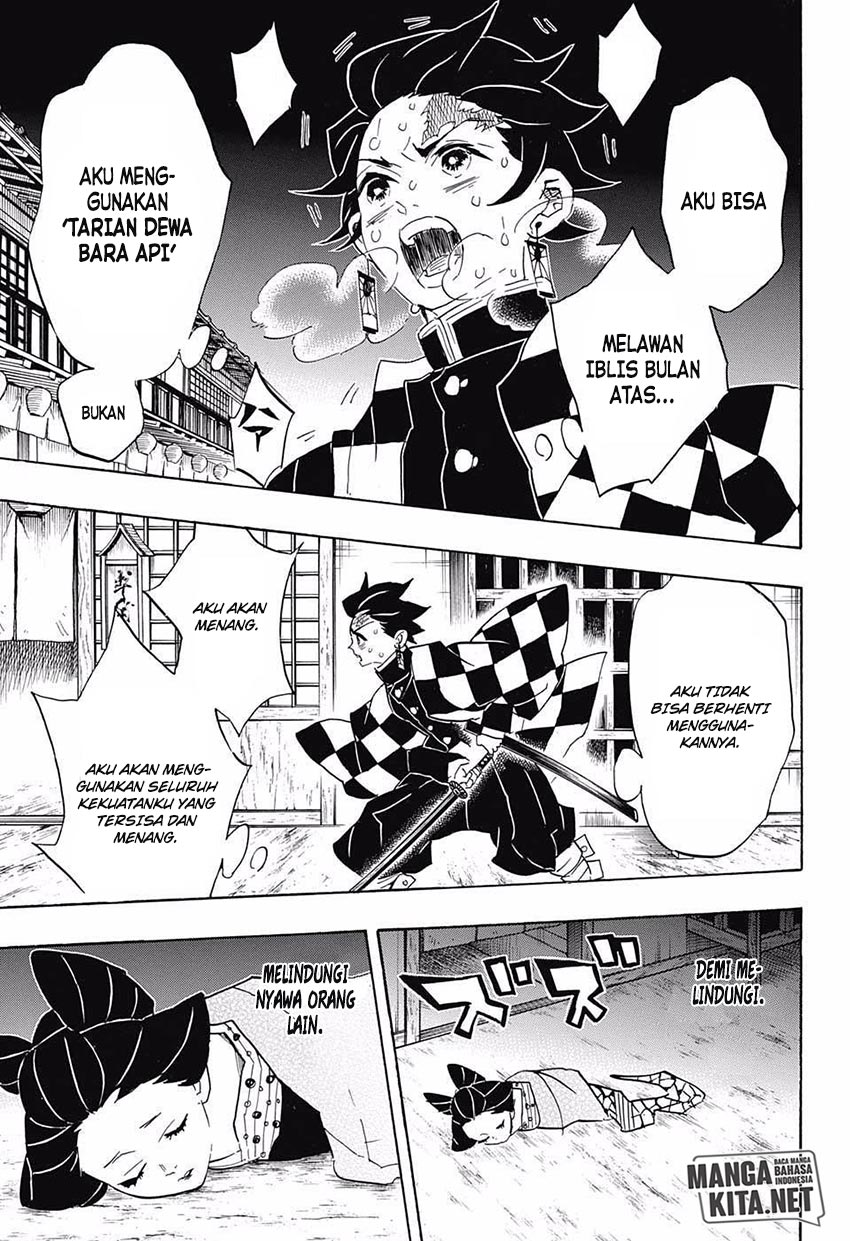 AKU BISA
MELAWAN
IBLIS BULAN
ATAS...
AKU MENG-
GUNAKAN
'TARIAN DEWA
BARA API'
BUKAN
AKU TIDAK
BISA BERHENTI
MENGGUNA-
KANNYA.
AKU AKAN
MENANG.
AKU AKAN MENG-
GUNAKAN SELURUH
KEKUATANKU YANG
TERSISA DAN
MENANG.
DEMI ME-
LINDUNGI.
ズズ
MELINDUNGI
NYAWA ORANG
LAIN.
MANGA
KITA.NET
BACA MANGA
BAHASA
INDONESIA